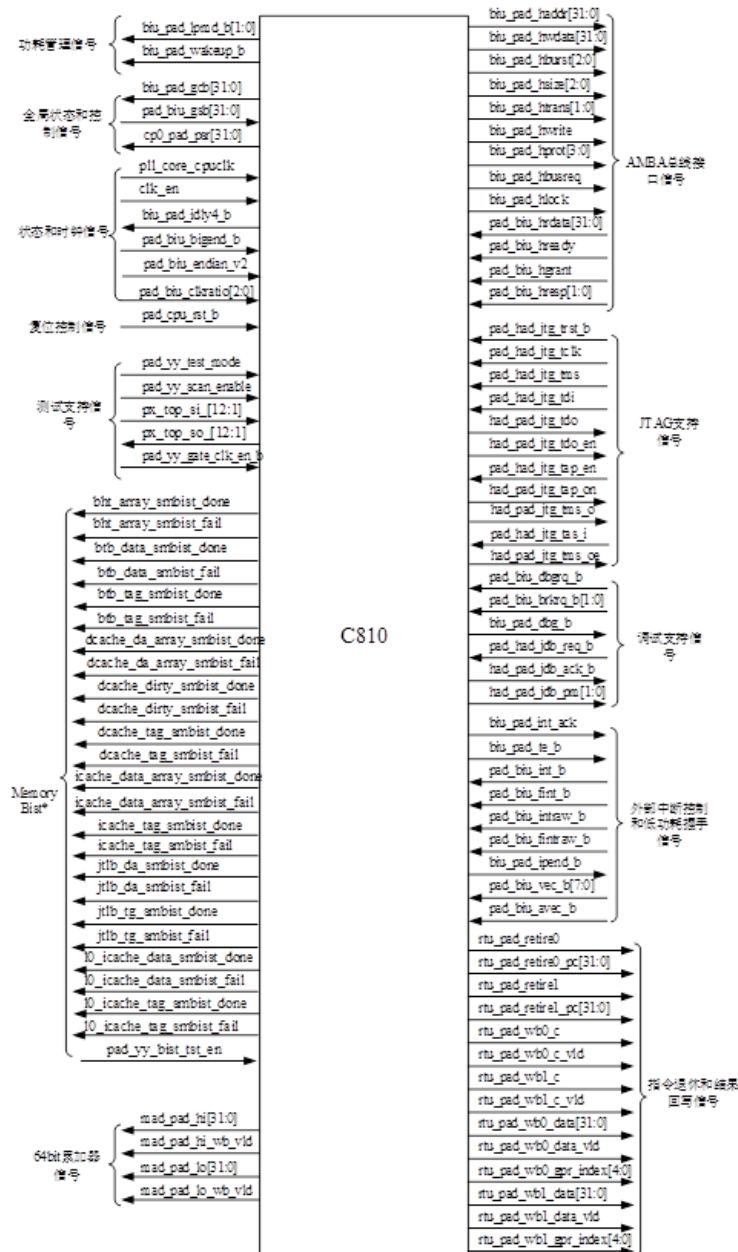 功耗管理信号
biu_pad_lpmd_b[1:0]
biu_pad_wakeup_b
全局状态和控
制信号
biu_pad_gcb[31:0]
pad_biu_gsb[31:0]
cp0_pad_psr[31:0]
状态和时钟信号
pll_core_cpuclk
clk_en
biu_pad_idly4_b
pad_biu_bigend_b
pad_biu_endian_v2
pad_biu_clkratio[2:0]
复位控制信号
pad_cpu_rst_b
测试支持信
号
pad_yy_test_mode
pad_yy_scan_enable
px_top_si_[12:1]
px_top_so_[12:1]
pad_yy_gate_clk_en_b
Memory
Bist*
bht_array_smbist_done
bht_array_smbist_fail
btb_data_smbist_done
btb_data_smbist_fail
btb_tag_smbist_done
btb_tag_smbist_fail
dcache_da_array_smbist_done
dcache_da_array_smbist_fail
dcache_dirty_smbist_done
dcache_dirty_smbist_fail
dcache_tag_smbist_done
dcache_tag_smbist_fail
icache_data_array_smbist_done
icache_data_array_smbist_fail
icache_tag_smbist_done
icache_tag_smbist_fail
jtlb_da_smbist_done
jtlb_da_smbist_fail
jtlb_tg_smbist_done
jtlb_tg_smbist_fail
l0_icache_data_smbist_done
l0_icache_data_smbist_fail
l0_icache_tag_smbist_done
l0_icache_tag_smbist_fail
pad_yy_bist_tst_en
64bit累加器
信号
mad_pad_hi[31:0]
mad_pad_hi_wb_vld
mad_pad_lo[31:0]
mad_pad_lo_wb_vld
C810
biu_pad_haddr[31:0]
biu_pad_hwdata[31:0]
biu_pad_hburst[2:0]
biu_pad_hsize[2:0]
biu_pad_htrans[1:0]
biu_pad_hwrite
biu_pad_hprot[3:0]
biu_pad_hbusreq
biu_pad_hlock
pad_biu_hrdata[31:0]
pad_biu_hready
pad_biu_hgrant
pad_biu_hresp[1:0]
AMBA总线接
口信号
pad_had_jtg_trst_b
pad_had_jtg_tclk
pad_had_jtg_tms
pad_had_jtg_tdi
had_pad_jtg_tdo
had_pad_jtg_tdo_en
pad_had_jtg_tap_en
had_pad_jtg_tap_on
had_pad_jtg_tms_o
pad_had_jtg_tas_i
had_pad_jtg_tms_oe
JTAG支持
信号
pad_biu_dbgrq_b
pad_biu_brkrq_b[1:0]
biu_pad_dbg_b
pad_had_jdb_req_b
had_pad_jdb_ack_b
had_pad_jdb_pm[1:0]
调试支持信
号
biu_pad_int_ack
biu_pad_te_b
pad_biu_int_b
pad_biu_fint_b
pad_biu_intraw_b
pad_biu_fintraw_b
biu_pad_ipend_b
pad_biu_vec_b[7:0]
pad_biu_avec_b
外部中断控制
和低功耗握手
信号
rtu_pad_retire0
rtu_pad_retire0_pc[31:0]
rtu_pad_retire1
rtu_pad_retire1_pc[31:0]
rtu_pad_wb0_c
rtu_pad_wb0_c_vld
rtu_pad_wb1_c
rtu_pad_wb1_c_vld
rtu_pad_wb0_data[31:0]
rtu_pad_wb0_data_vld
rtu_pad_wb0_gpr_index[4:0]
rtu_pad_wb1_data[31:0]
rtu_pad_wb1_data_vld
rtu_pad_wb1_gpr_index[4:0]
指令退休和结果
回写信号